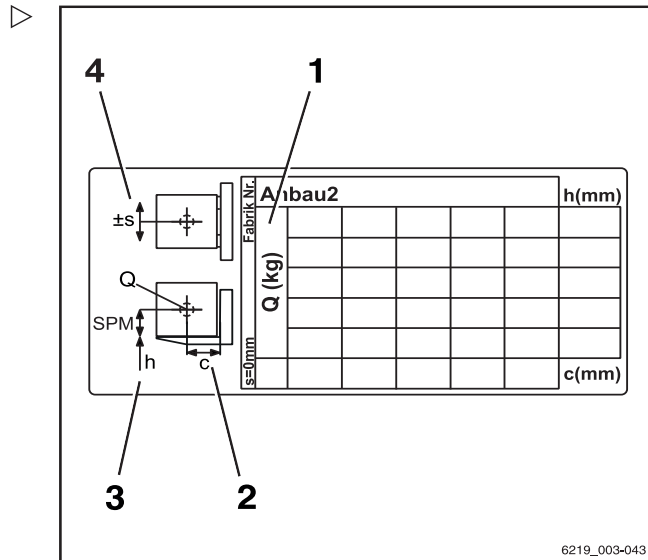 4
1
±s
Fabrik Nr.
Anbau2
h(mm)
Q (kg)
Q
SPM
h
c
s=0mm
c(mm)
3
2
6219_003-043